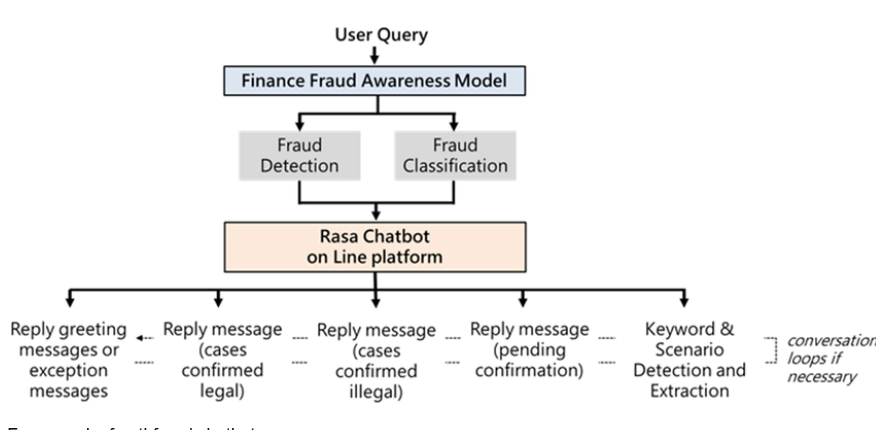 User Query
Finance Fraud Awareness Model
Fraud
Detection
Fraud
Classification
Rasa Chatbot
on Line platform
Reply greeting
messages or
exception
messages
Reply message
(cases
confirmed
legal)
Reply message
(cases
confirmed
illegal)
Reply message
(pending
confirmation)
Keyword &
Scenario
Detection and
Extraction
conversation
loops if
necessary